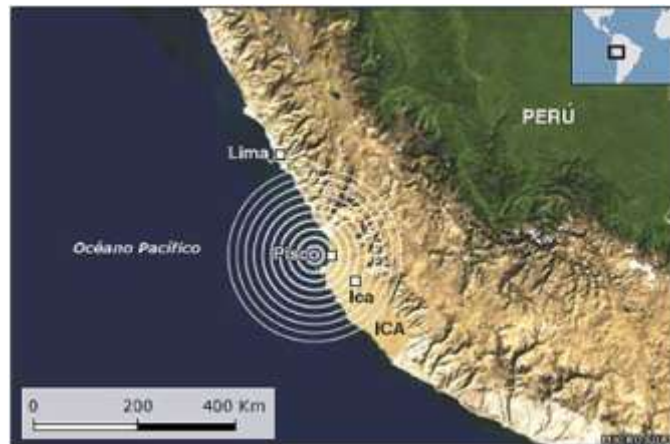 PERÚ
Lima
Océano Pacífico
Pisco
Ica
ICA
0 200 400 Km